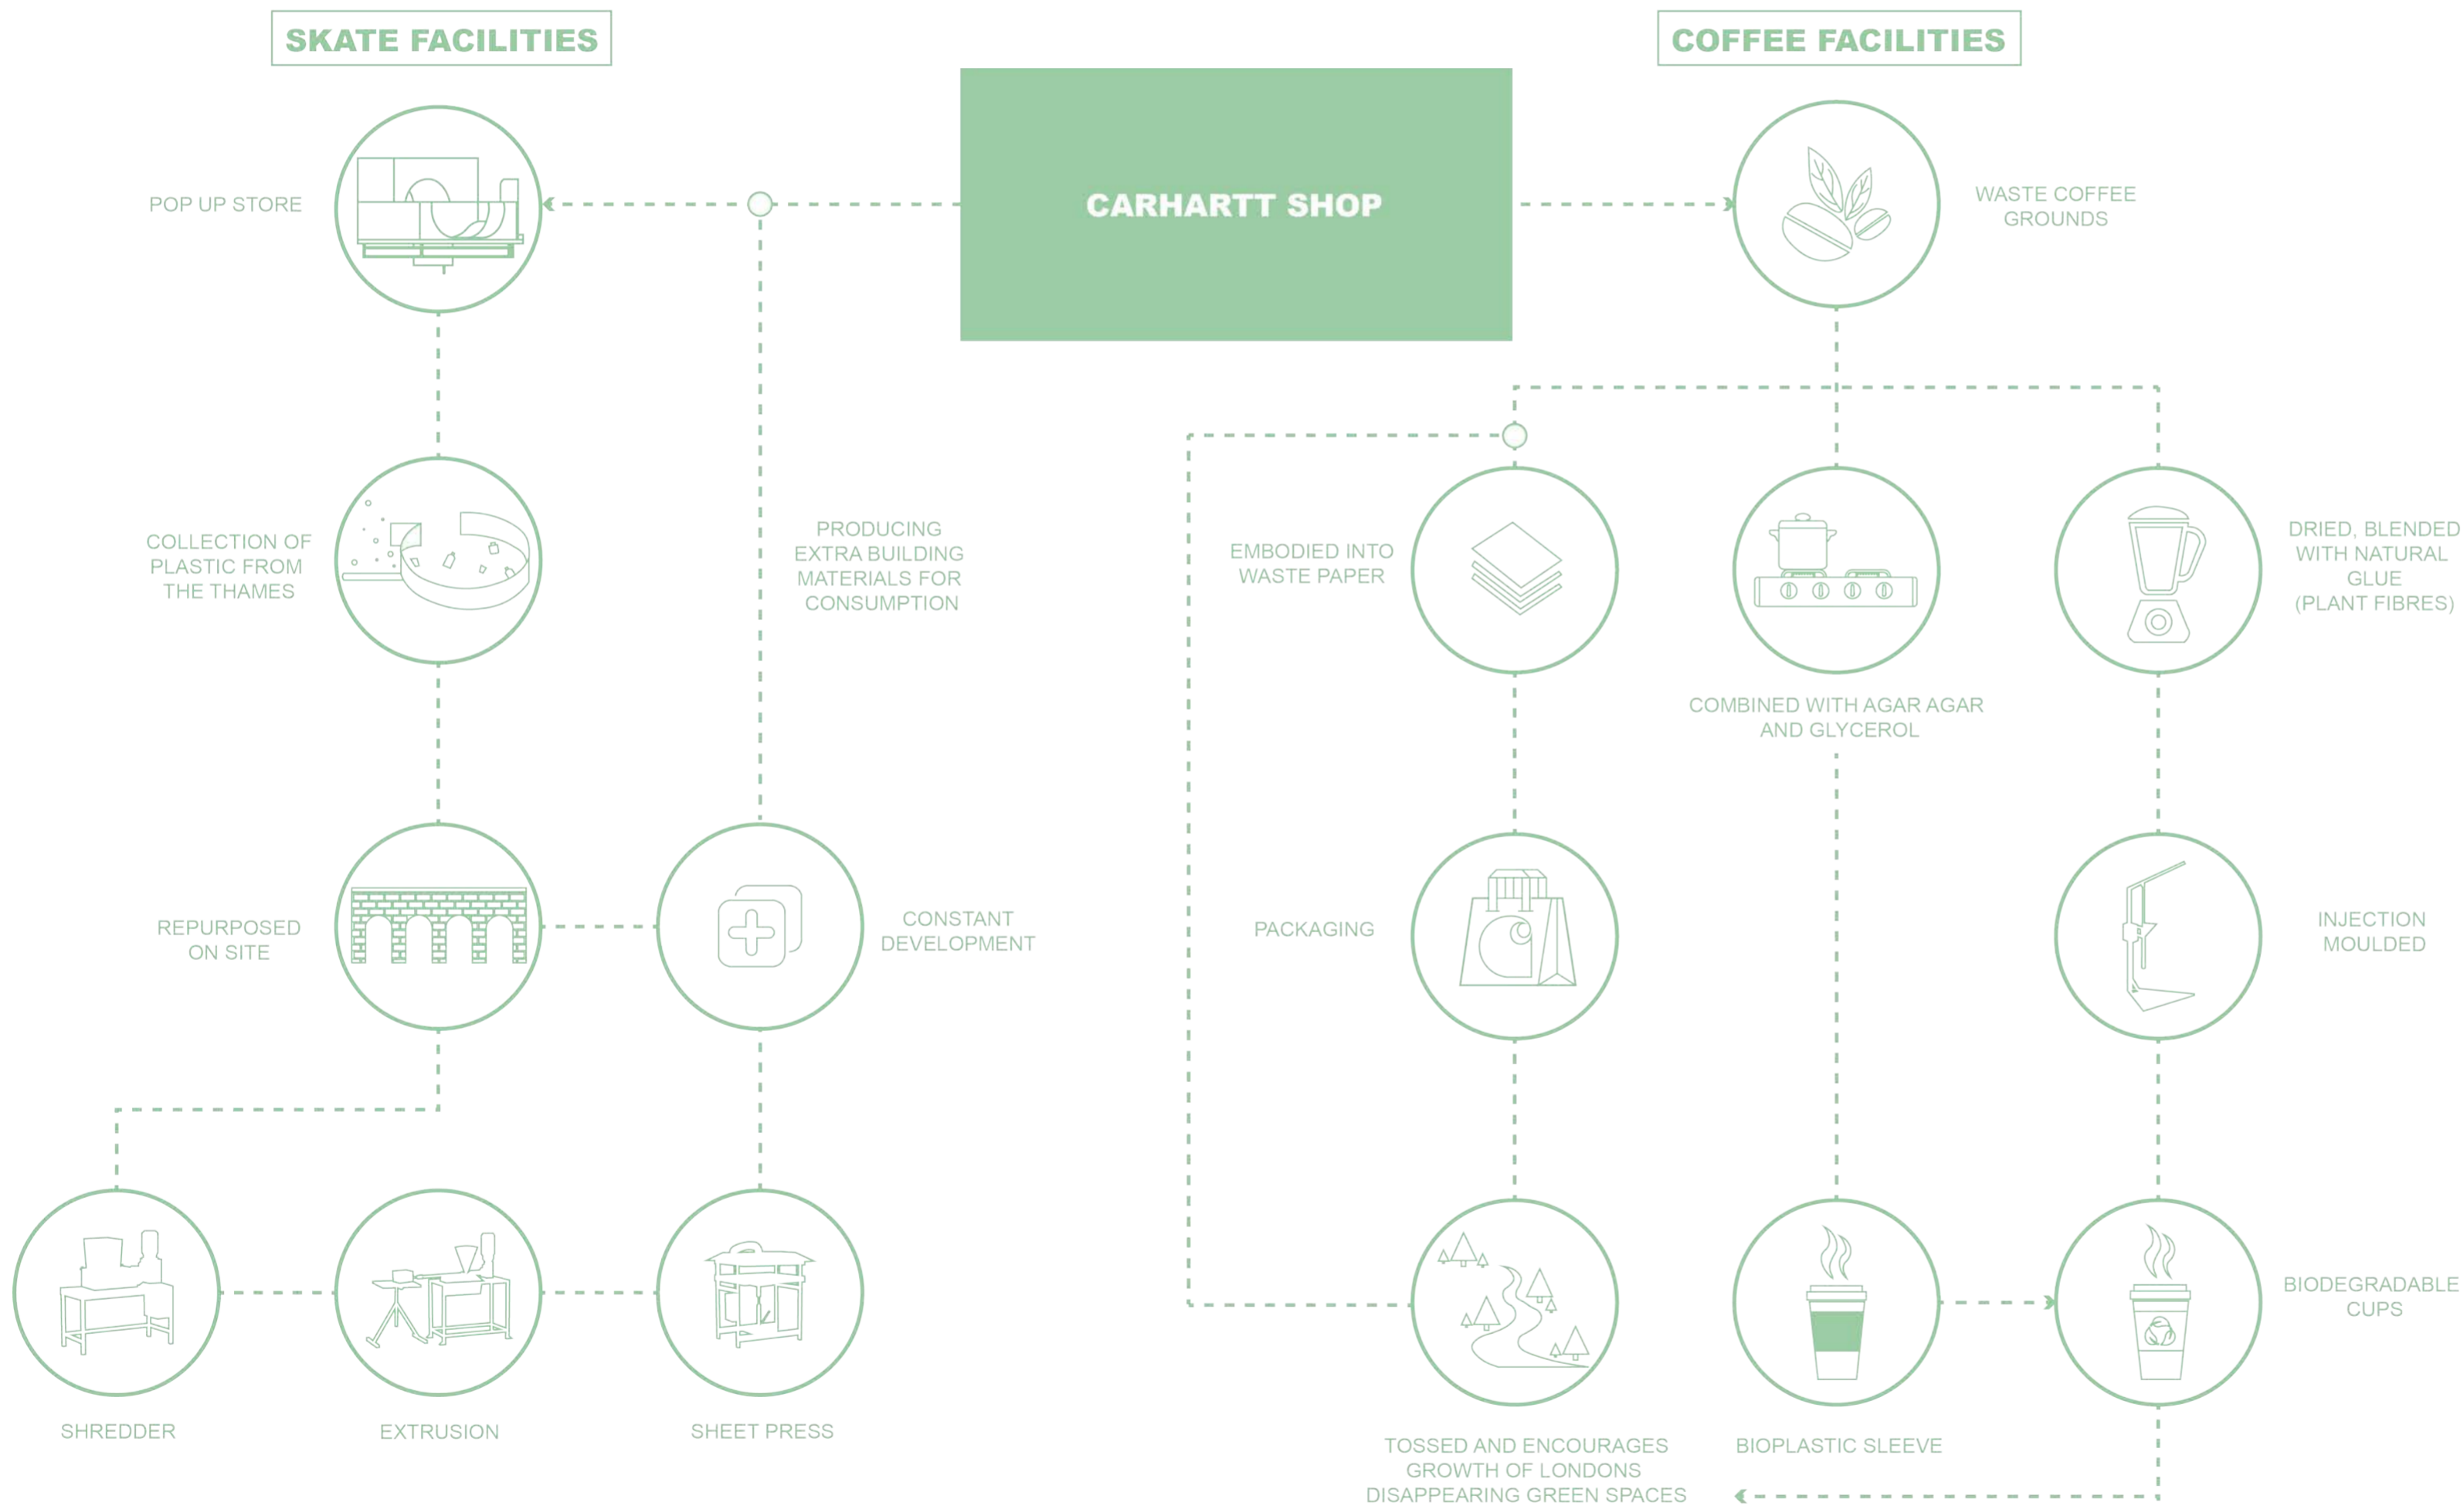 SKATE FACILITIES
COFFEE FACILITIES
CARHARTT SHOP
POP UP STORE
WASTE COFFEE
GROUNDS
COLLECTION OF
PLASTIC FROM
THE THAMES
PRODUCING
EXTRA BUILDING
MATERIALS FOR
CONSUMPTION
EMBODIED INTO
WASTE PAPER
COMBINED WITH AGAR AGAR
AND GLYCEROL
DRIED, BLENDED
WITH NATURAL
GLUE
(PLANT FIBRES)
REPURPOSED
ON SITE
CONSTANT
DEVELOPMENT
PACKAGING
INJECTION
MOULDED
SHREDDER
EXTRUSION
SHEET PRESS
TOSSED AND ENCOURAGES
GROWTH OF LONDONS
DISAPPEARING GREEN SPACES
BIOPLASTIC SLEEVE
BIODEGRADABLE
CUPS